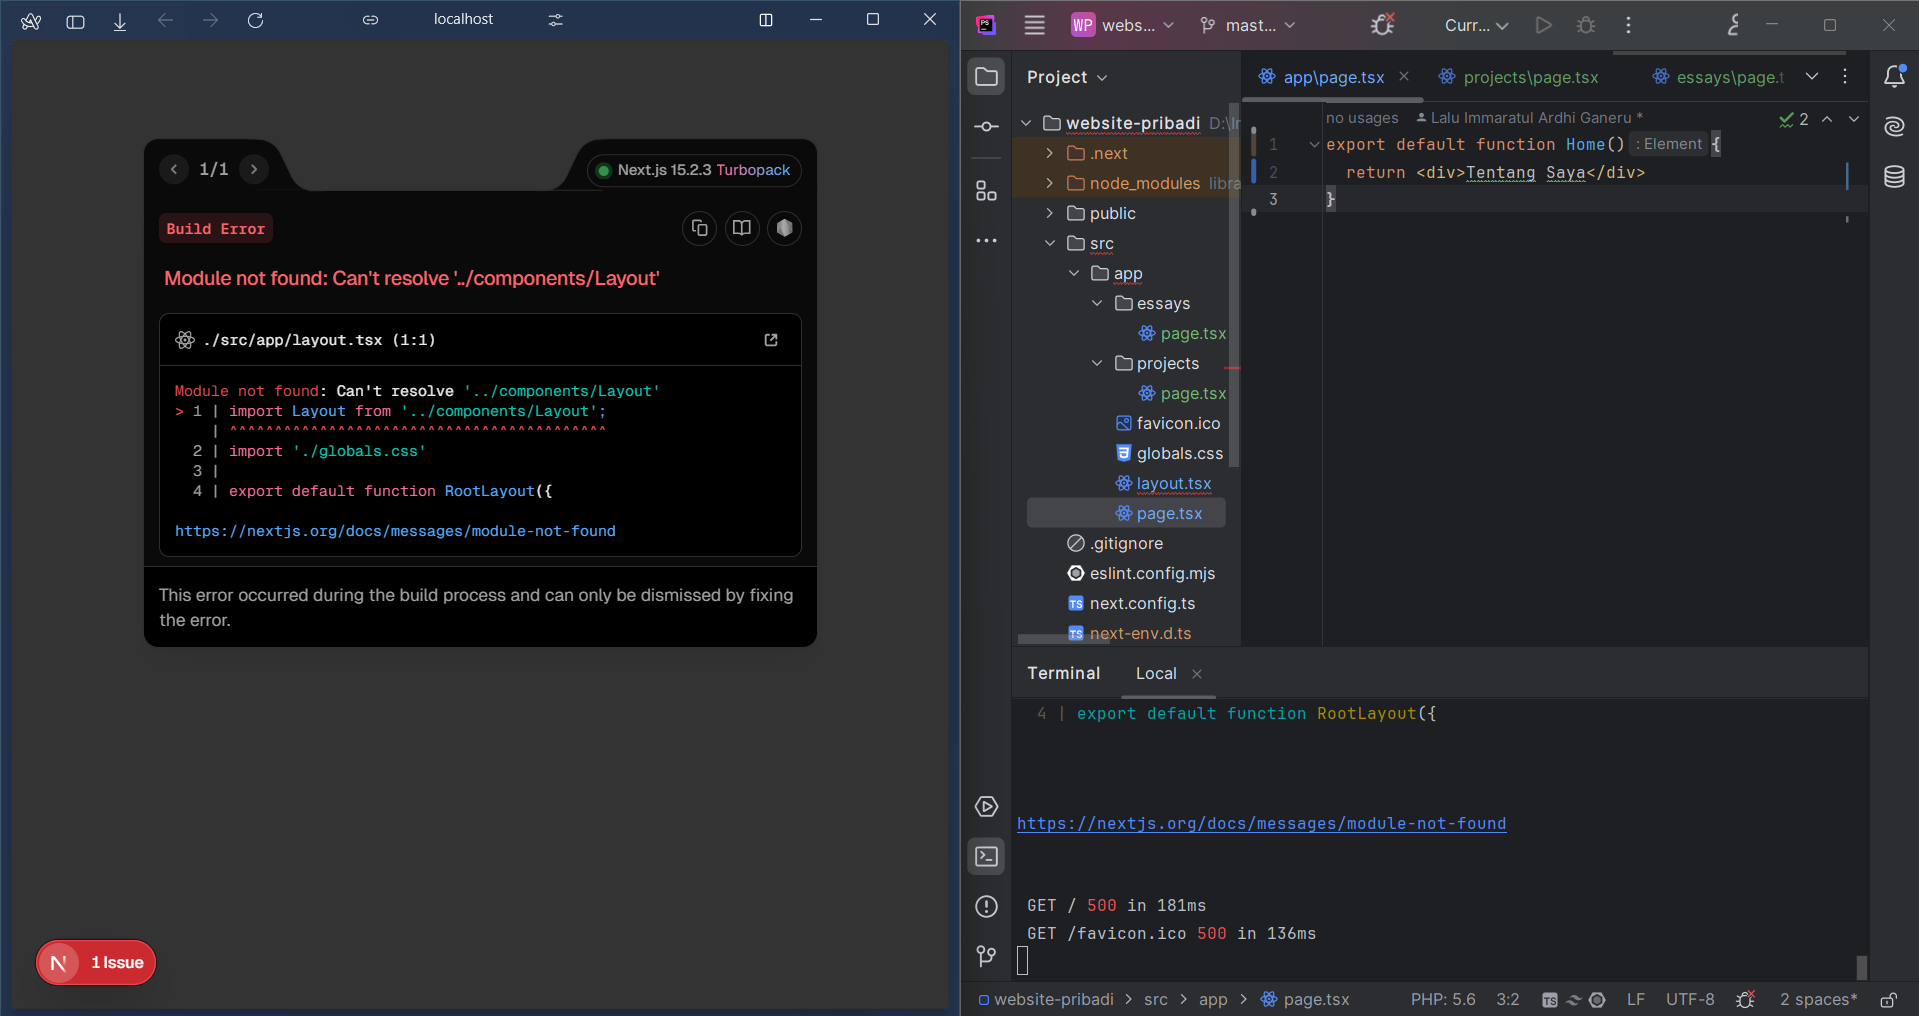 localhost
1/1
Next.js 15.2.3 Turbopack
Build Error
Module not found: Can't resolve '../components/Layout'
./src/app/layout.tsx (1:1)
Module not found: Can't resolve '../components/Layout'
> 1 | import Layout from '../components/Layout';
| ^^^^^^^^^^^^^^^^^^^^^^^^^^^^^^^^^^^^^^^^^^
2 | import './globals.css'
3 |
4 | export default function RootLayout({
https://nextjs.org/docs/messages/module-not-found
This error occurred during the build process and can only be dismissed by fixing
the error.
N 1 Issue
PS
WP webs... mast... Curr...
Project
app\page.tsx projects\page.tsx essays\page.t
website-pribadi D:\Ir
.next
node_modules libra
public
src
app
essays
page.tsx
projects
page.tsx
favicon.ico
globals.css
layout.tsx
page.tsx
.gitignore
eslint.config.mjs
TS next.config.ts
TS next-env.d.ts
no usages Lalu Immaratul Ardhi Ganeru *
2
1 export default function Home() : Element {
2 return <div>Tentang Saya</div>
3 }
Terminal Local
4 | export default function RootLayout({
https://nextjs.org/docs/messages/module-not-found
GET / 500 in 181ms
GET /favicon.ico 500 in 136ms
website-pribadi > src > app > page.tsx PHP: 5.6 3:2 TS LF UTF-8 2 spaces*